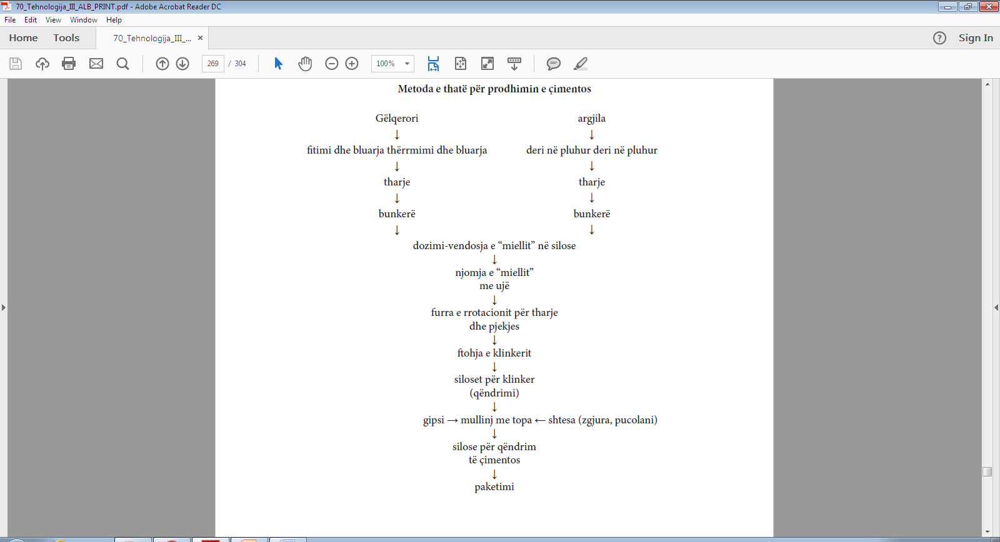 70_Tehnologija_III_ALB_PRINT.pdf - Adobe Acrobat Reader DC
File Edit View Window Help
Home Tools 70_Tehnologija_III_... × ? Sign In
269 / 304 100%
Metoda e thatë për prodhimin e çimentos
Gëlqerori argjila
↓ ↓
fitimi dhe bluarja thërrmimi dhe bluarja deri në pluhur deri në pluhur
↓ ↓
tharje tharje
↓ ↓
bunkerë bunkerë
↓ ↓
dozimi-vendosja e “miellit” në silose
↓
njomja e “miellit”
me ujë
↓
furra e rrotacionit për tharje
dhe pjekjes
↓
ftohja e klinkerit
↓
siloset për klinker
(qëndrimi)
↓
gipsi → mullinj me topa ← shtesa (zgjura, pucolani)
↓
silose për qëndrim
të çimentos
↓
paketimi